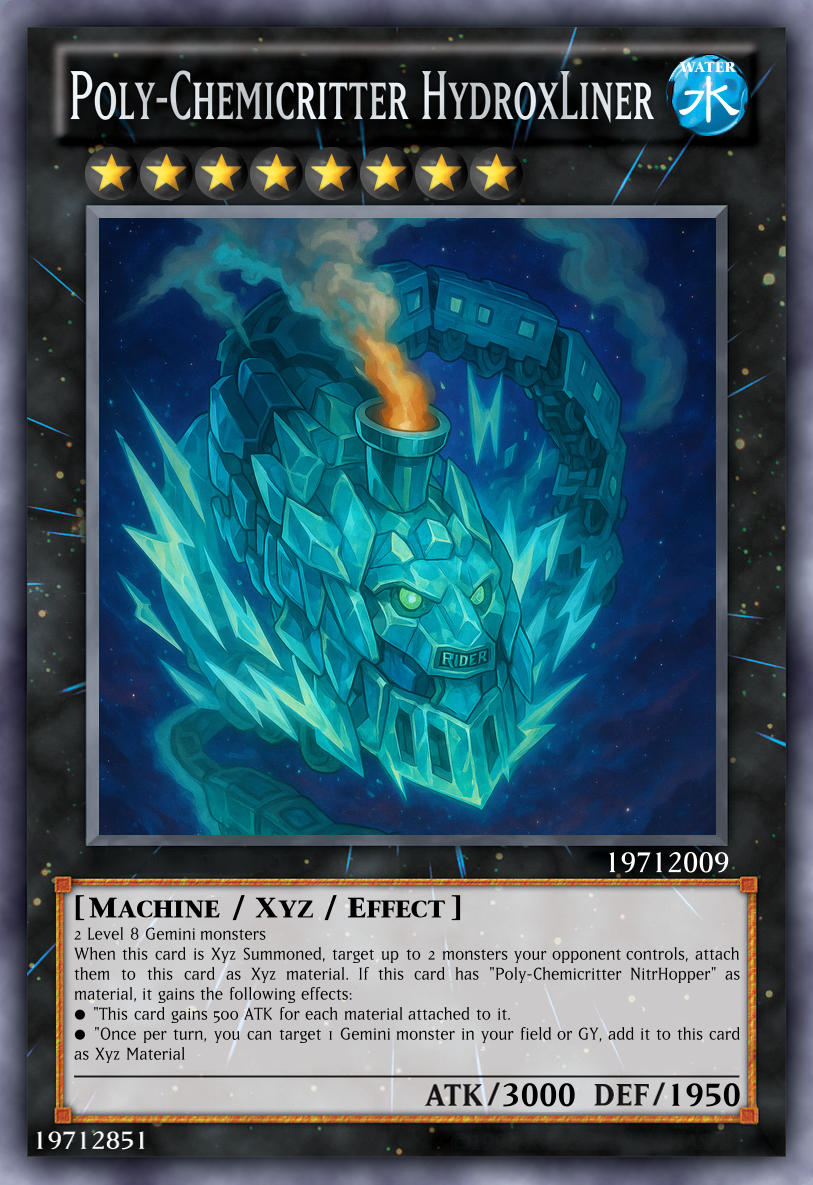 Poly-Chemicritter HydroxLiner
WATER
水
RIDER
19712009
[ Machine / Xyz / Effect ]
2 Level 8 Gemini monsters
When this card is Xyz Summoned, target up to 2 monsters your opponent controls, attach
them to this card as Xyz material. If this card has "Poly-Chemicritter NitrHopper" as
material, it gains the following effects:
● "This card gains 500 ATK for each material attached to it.
● "Once per turn, you can target 1 Gemini monster in your field or GY, add it to this card
as Xyz Material
ATK/3000 DEF/1950
19712851